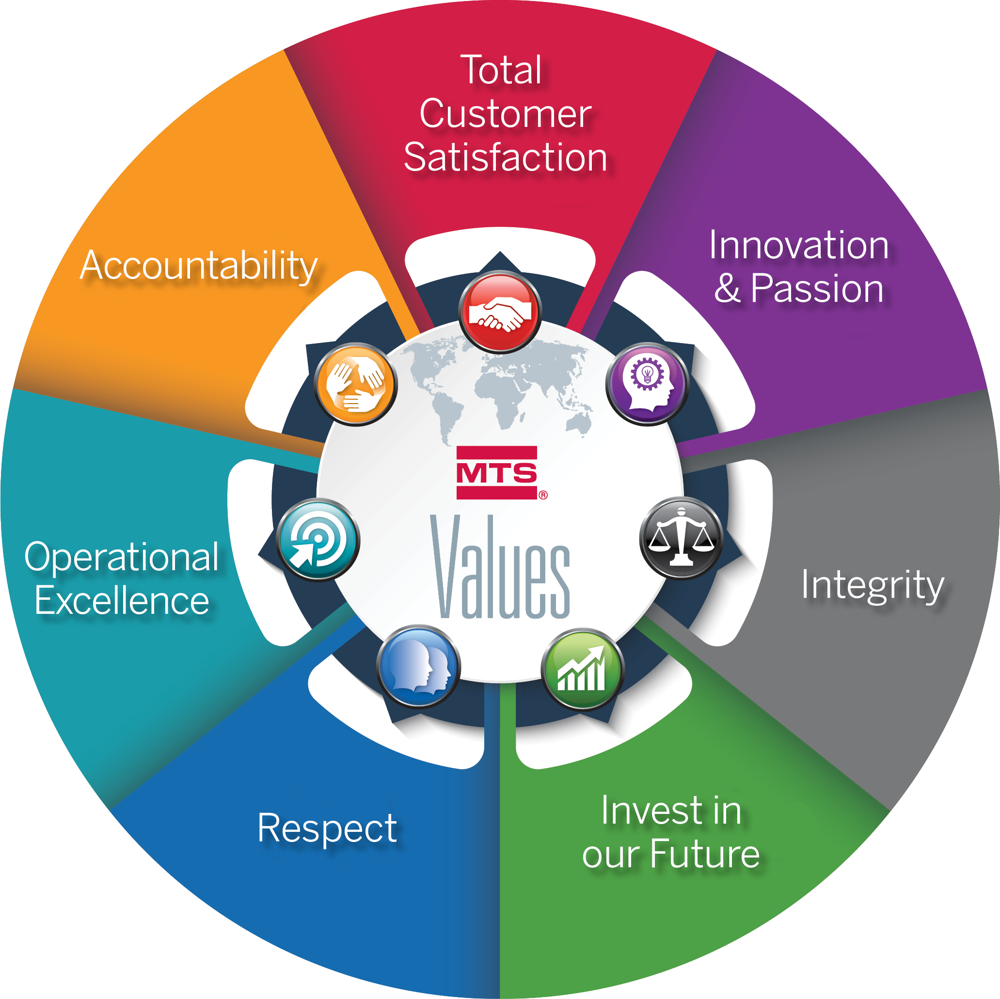 Total
Customer
Satisfaction
Innovation
& Passion
Integrity
Invest in
our Future
Respect
Operational
Excellence
Accountability
MTS
®
Values